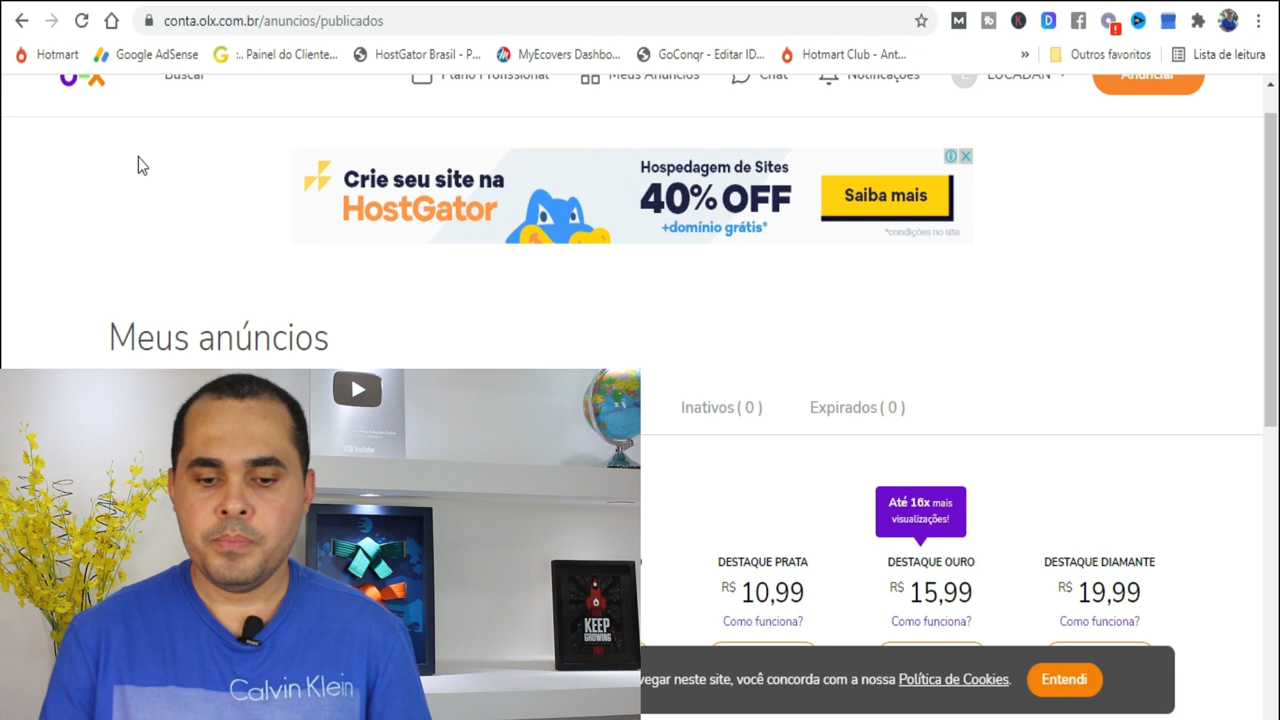 conta.olx.com.br/anuncios/publicados
Hotmart
Google AdSense
:.. Painel do Cliente...
HostGator Brasil - P...
MyEcovers Dashbo...
GoConqr - Editar ID...
Hotmart Club - Ant...
»
Outros favoritos
Lista de leitura
Buscar
Plano Profissional
Meus Anúncios
Chat
Notificações
LUCADAN
Anunciar
Crie seu site na
HostGator
Hospedagem de Sites
40% OFF
+domínio grátis*
Saiba mais
*condições no site
Meus anúncios
Inativos ( 0 )
Expirados ( 0 )
Até 16x mais
visualizações!
DESTAQUE PRATA
R$ 10,99
Como funciona?
DESTAQUE OURO
R$ 15,99
Como funciona?
DESTAQUE DIAMANTE
R$ 19,99
Como funciona?
vegar neste site, você concorda com a nossa Política de Cookies.
Entendi
YouTube
KEEP
GROWING
Calvin Klein